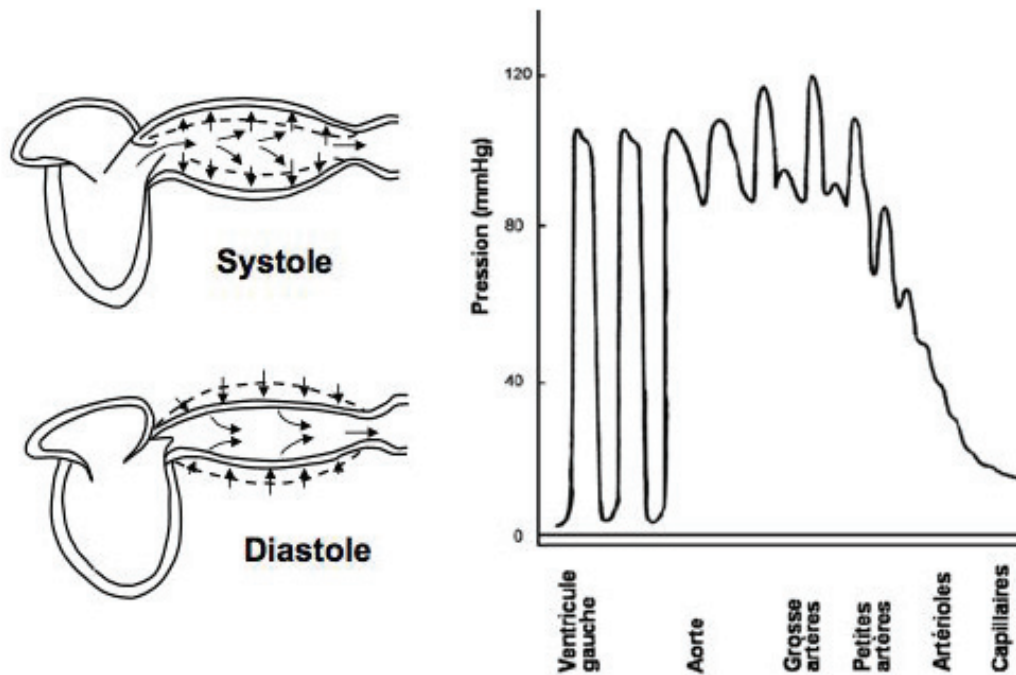 Systole
Diastole
Pression (mmHg)
120
80
40
0
Ventricule
gauche
Aorte
Grosse
artères
Petites
artères
Artérioles
Capillaires